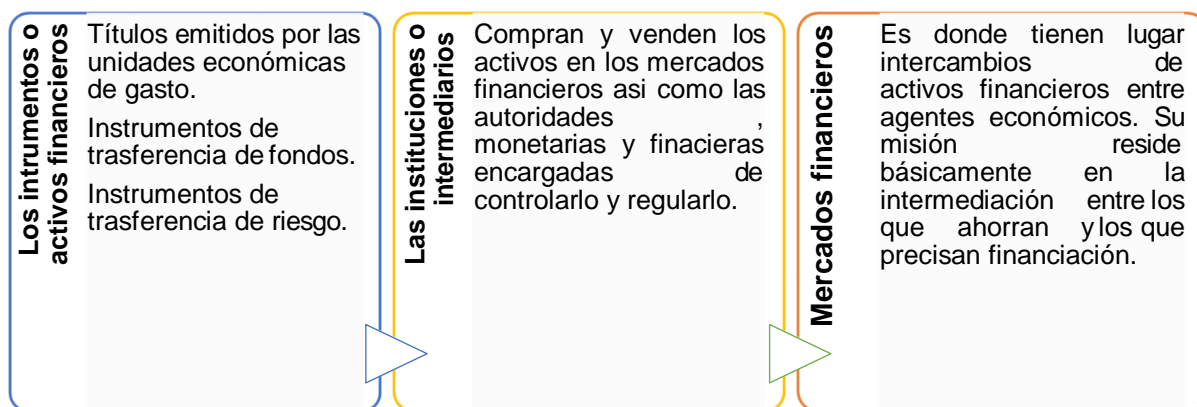 Los intrumentos o
activos financieros
Títulos emitidos por las
unidades económicas
de gasto.
Instrumentos de
trasferencia de fondos.
Instrumentos de
trasferencia de riesgo.
Las instituciones o
intermediarios
Compran y venden los
activos en los mercados
financieros asi como las
autoridades ,
monetarias y finacieras
encargadas de
controlarlo y regularlo.
Mercados financieros
Es donde tienen lugar
intercambios de
activos financieros entre
agentes económicos. Su
misión reside
básicamente en la
intermediación entre los
que ahorran y los que
precisan financiación.